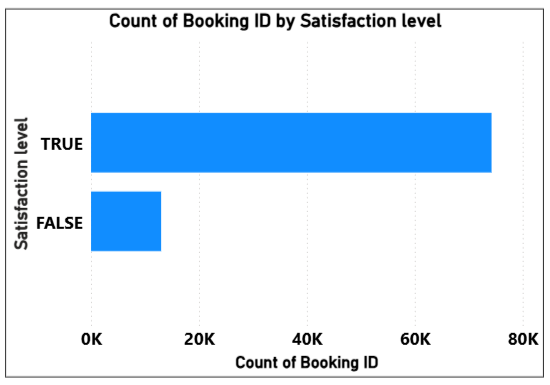 Count of Booking ID by Satisfaction level
Satisfaction level
TRUE
FALSE
0K 20K 40K 60K 80K
Count of Booking ID